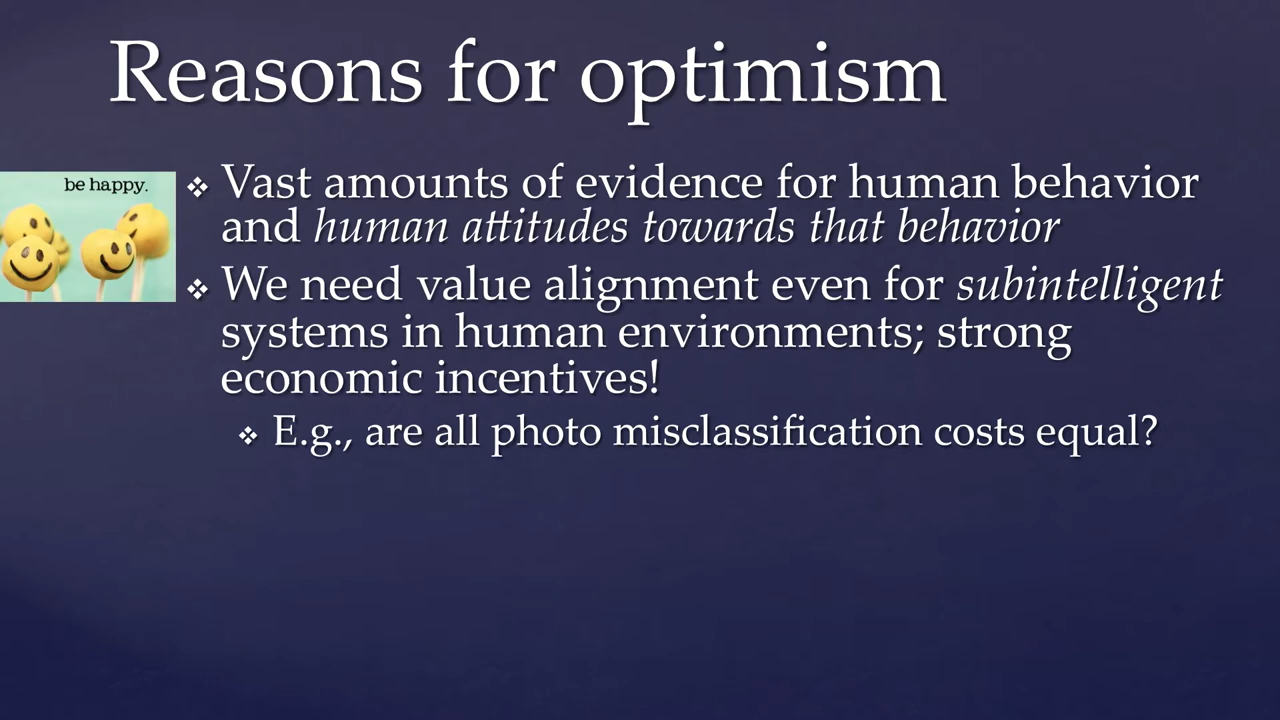 Reasons for optimism
be happy.
❖ Vast amounts of evidence for human behavior
and human attitudes towards that behavior
❖ We need value alignment even for subintelligent
systems in human environments; strong
economic incentives!
❖ E.g., are all photo misclassification costs equal?